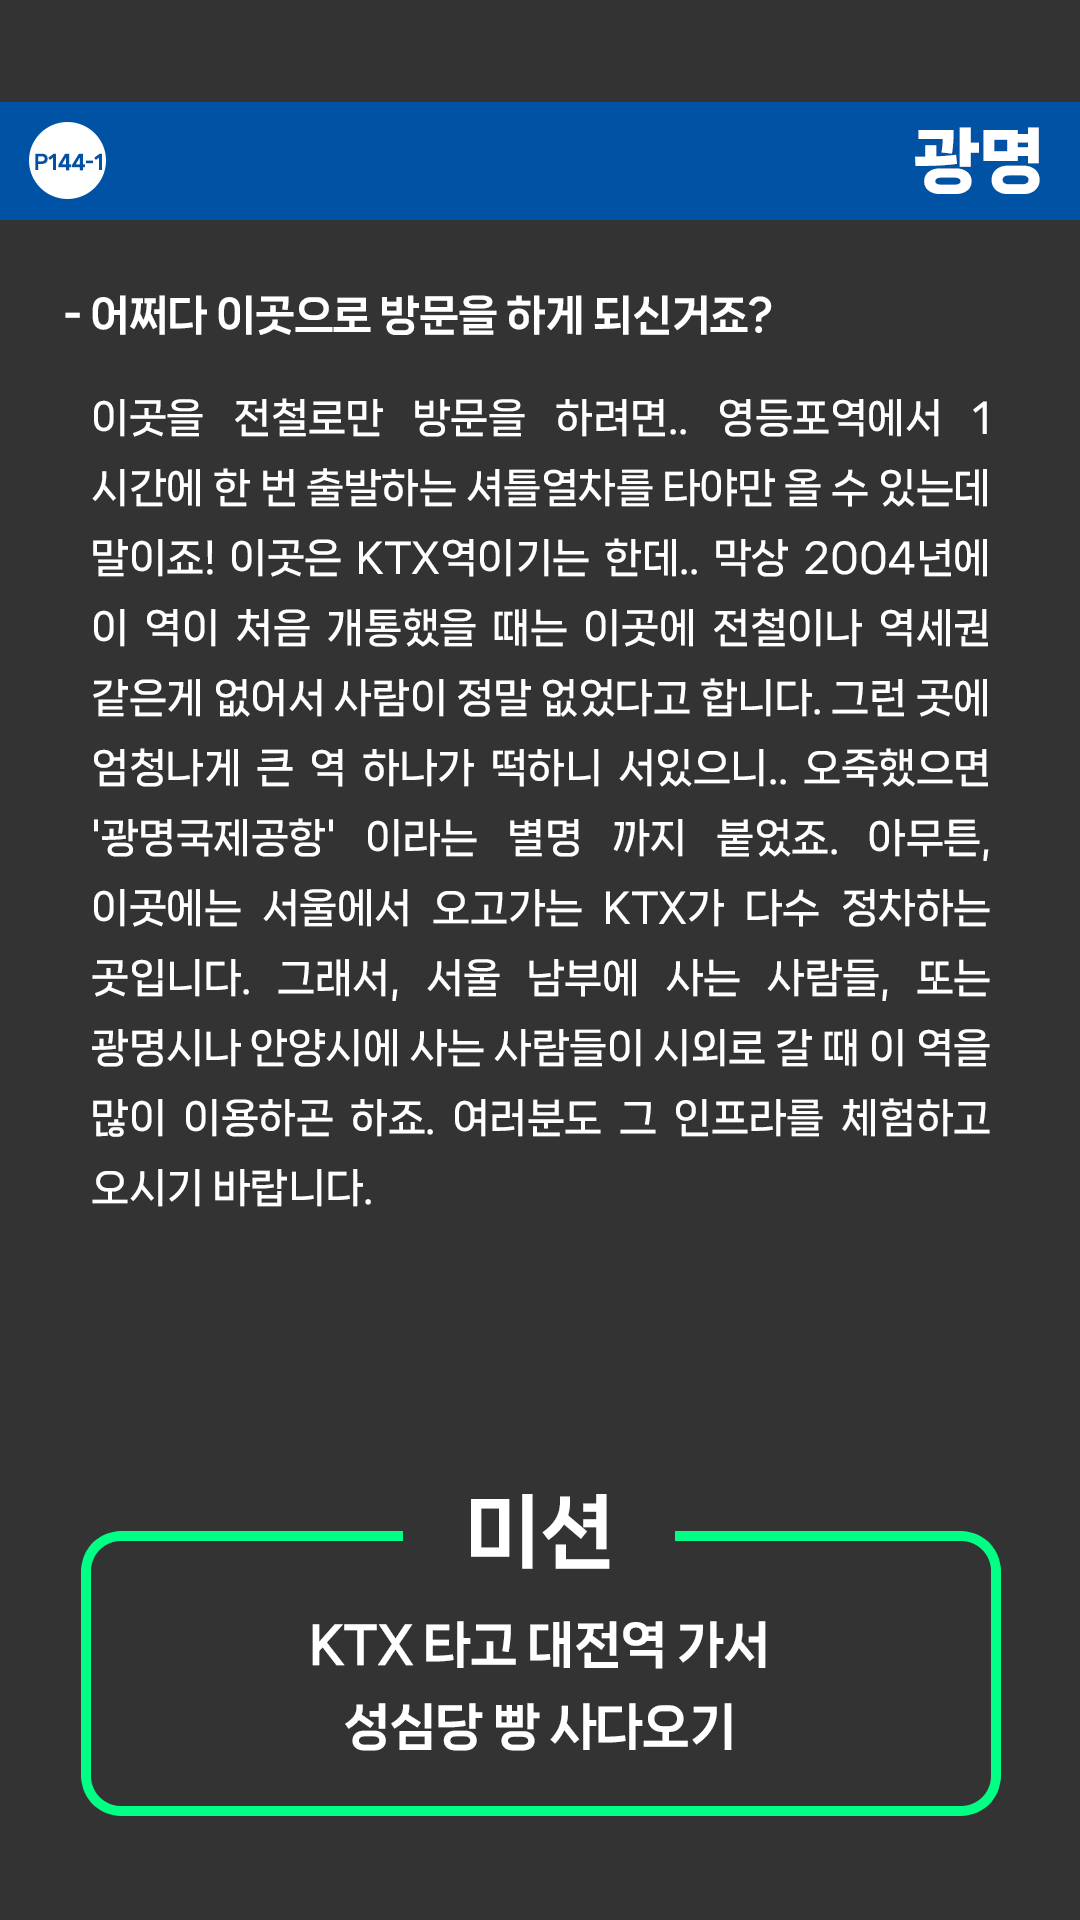 P144-1
광명
- 어쩌다 이곳으로 방문을 하게 되신거죠?
이곳을 전철로만 방문을 하려면.. 영등포역에서 1
시간에 한 번 출발하는 셔틀열차를 타야만 올 수 있는데
말이죠! 이곳은 KTX역이기는 한데.. 막상 2004년에
이 역이 처음 개통했을 때는 이곳에 전철이나 역세권
같은게 없어서 사람이 정말 없었다고 합니다. 그런 곳에
엄청나게 큰 역 하나가 떡하니 서있으니.. 오죽했으면
'광명국제공항' 이라는 별명 까지 붙었죠. 아무튼,
이곳에는 서울에서 오고가는 KTX가 다수 정차하는
곳입니다. 그래서, 서울 남부에 사는 사람들, 또는
광명시나 안양시에 사는 사람들이 시외로 갈 때 이 역을
많이 이용하곤 하죠. 여러분도 그 인프라를 체험하고
오시기 바랍니다.
미션
KTX 타고 대전역 가서
성심당 빵 사다오기